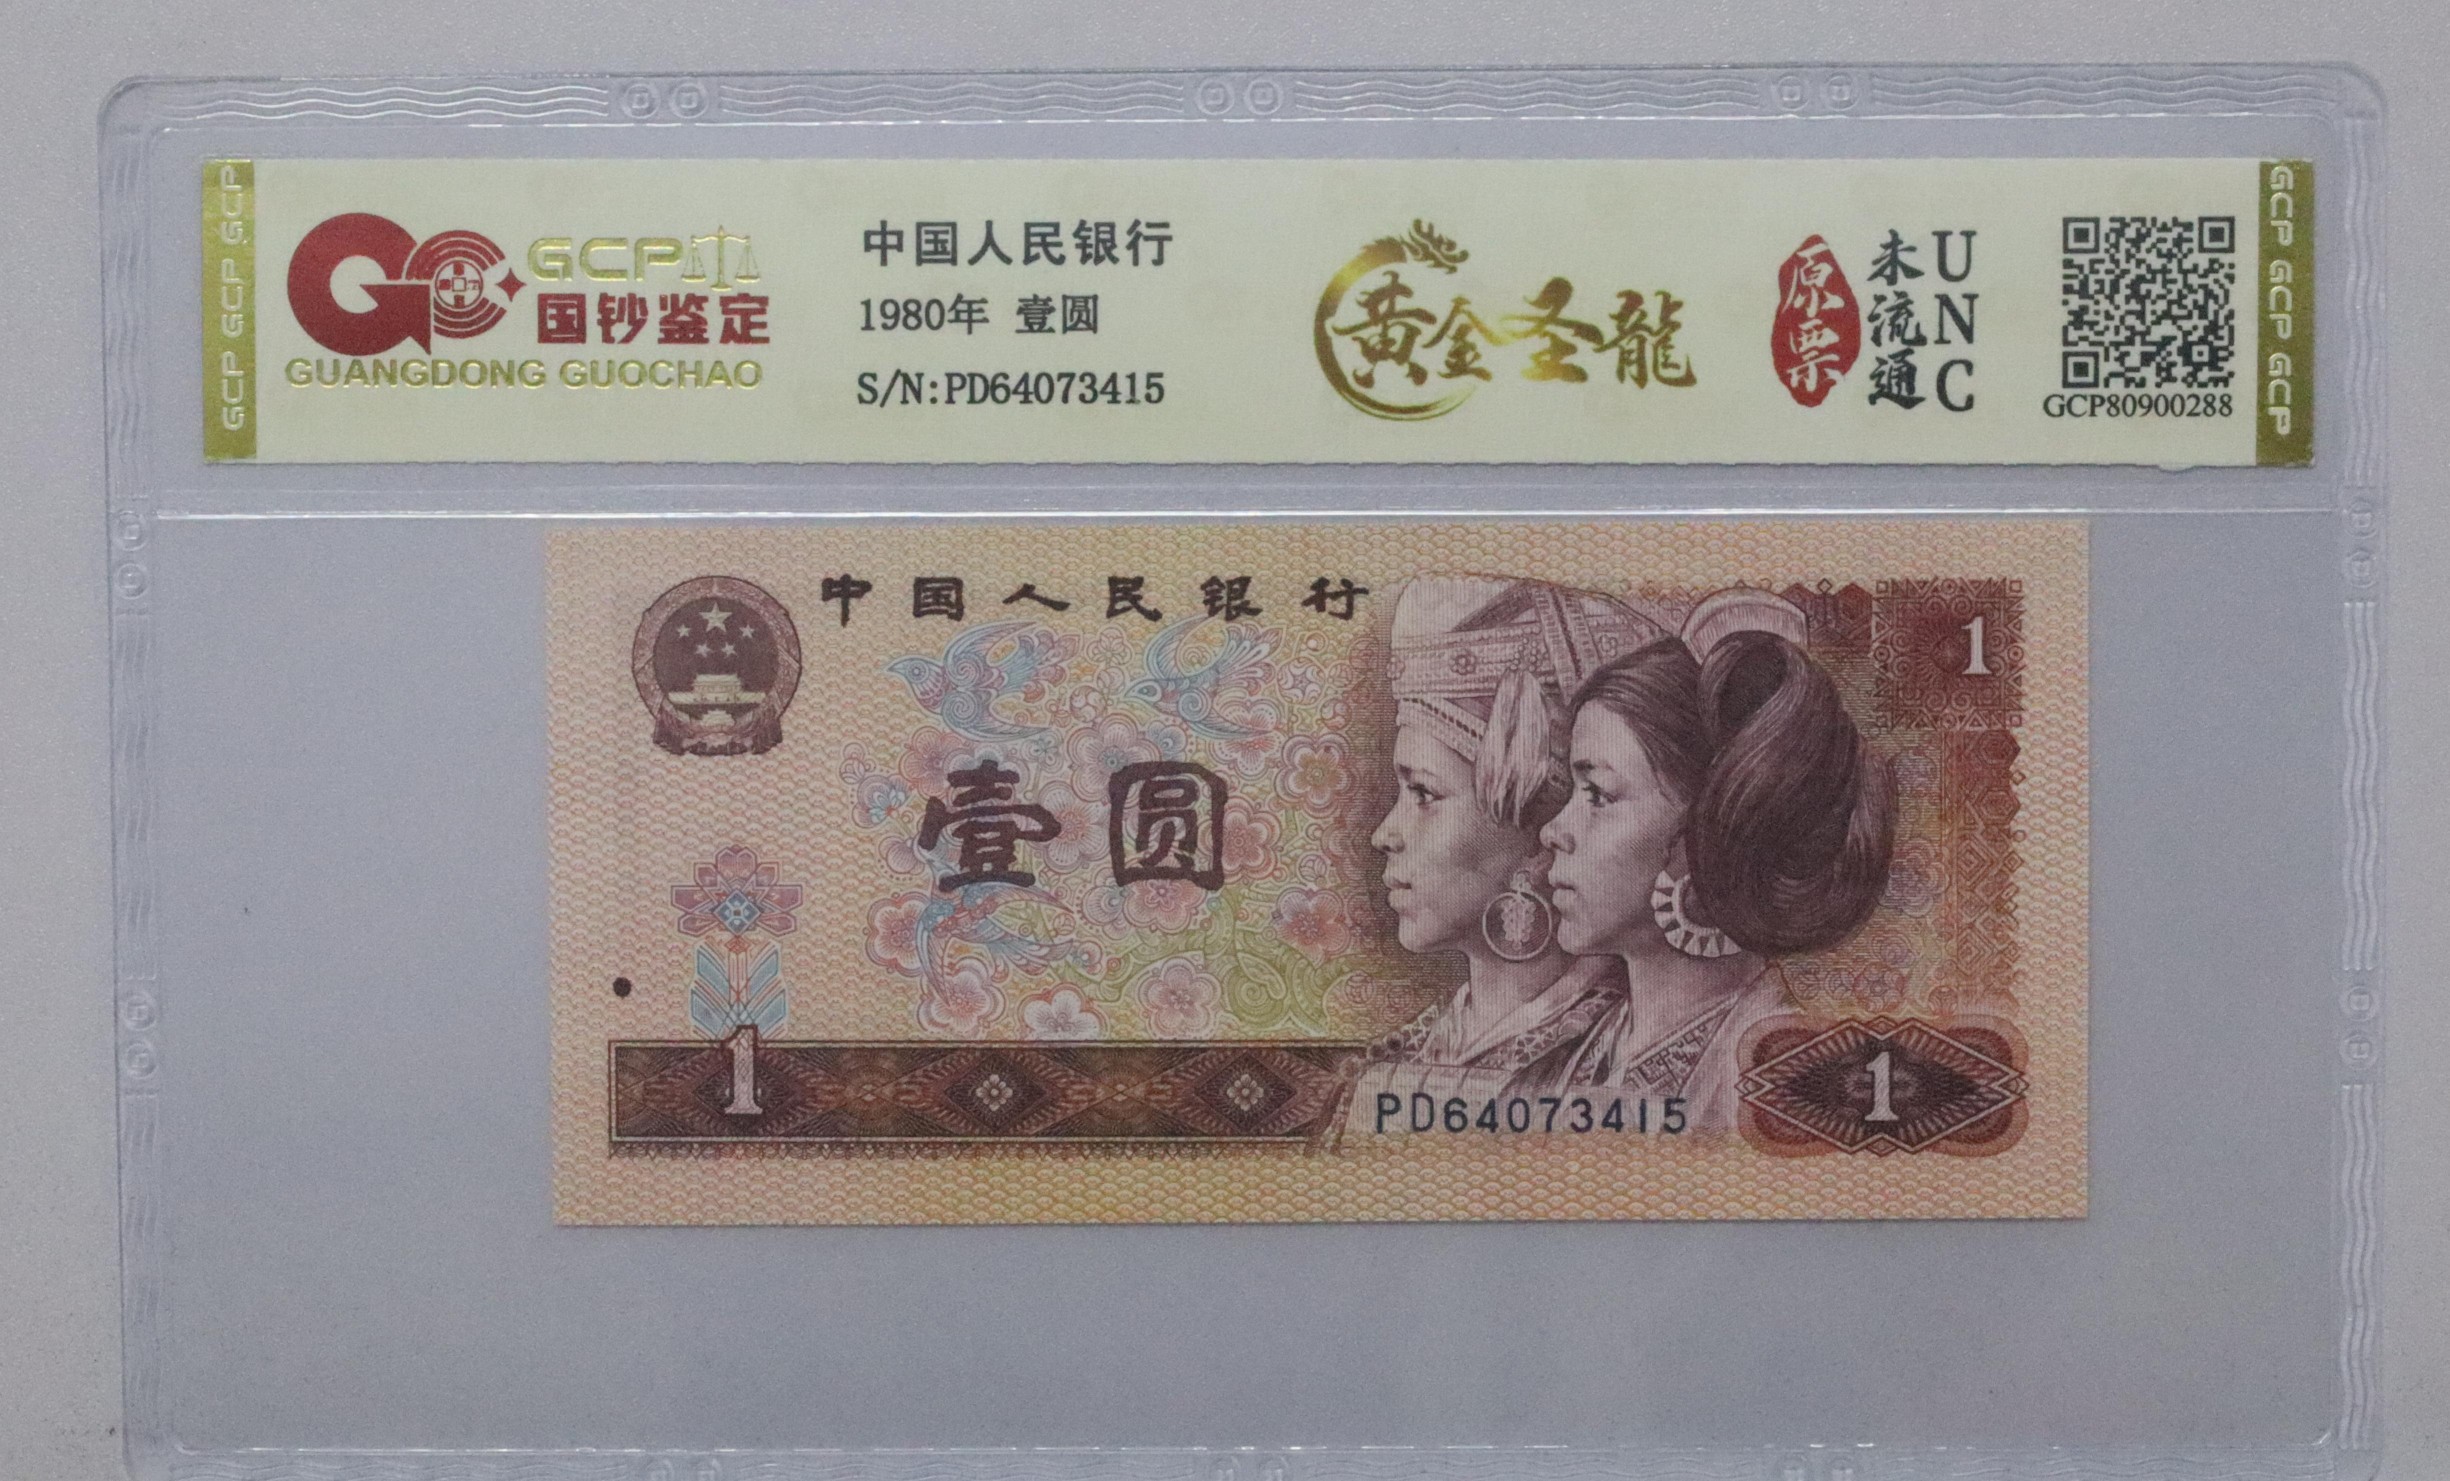 GCP GCP GCP
GCP
国钞鉴定
GUANGDONG GUOCHAO
中国人民银行
1980年 壹圆
S/N:PD64073415
黄金圣龍
原票
未流通
UNC
GCP80900288
GCP GCP GCP
中国人民银行
1
壹圆
1
PD64073415
1